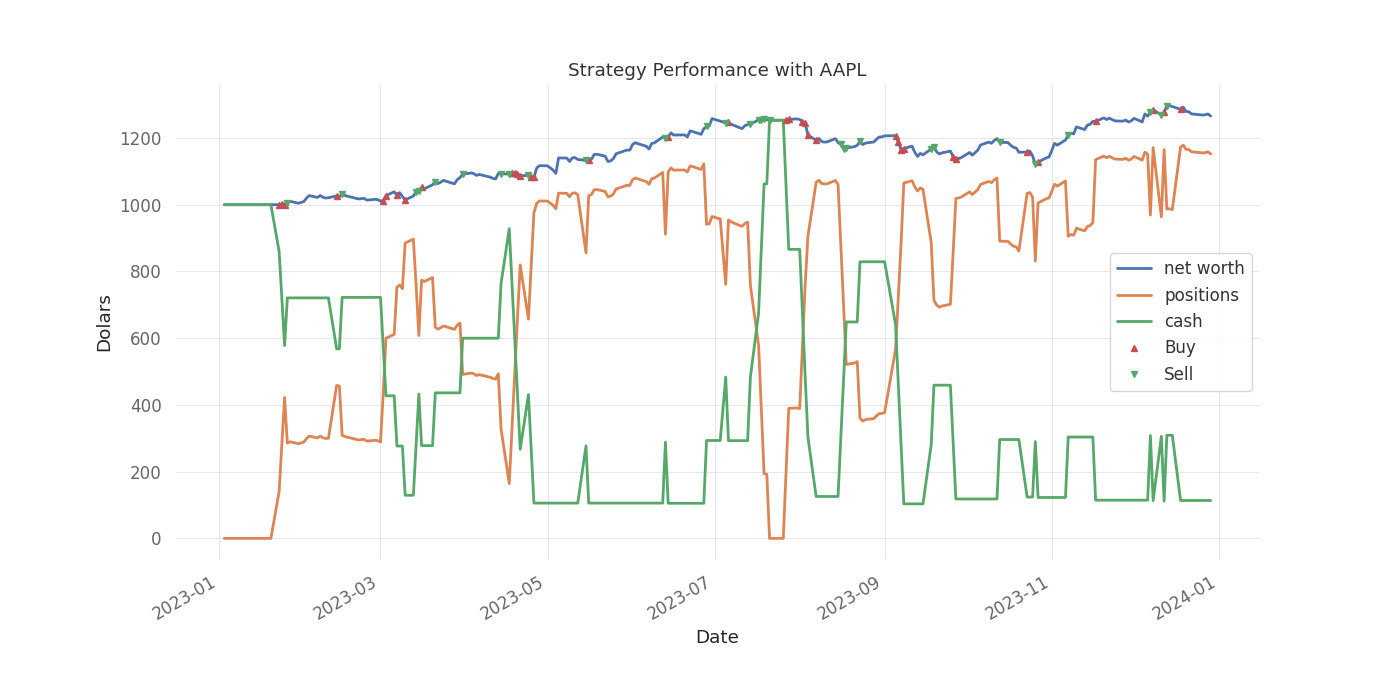 Strategy Performance with AAPL
1200
1000
800
600
400
200
0
Dolars
net worth
positions
cash
Buy
Sell
2023-01
2023-03
2023-05
2023-07
2023-09
2023-11
2024-01
Date